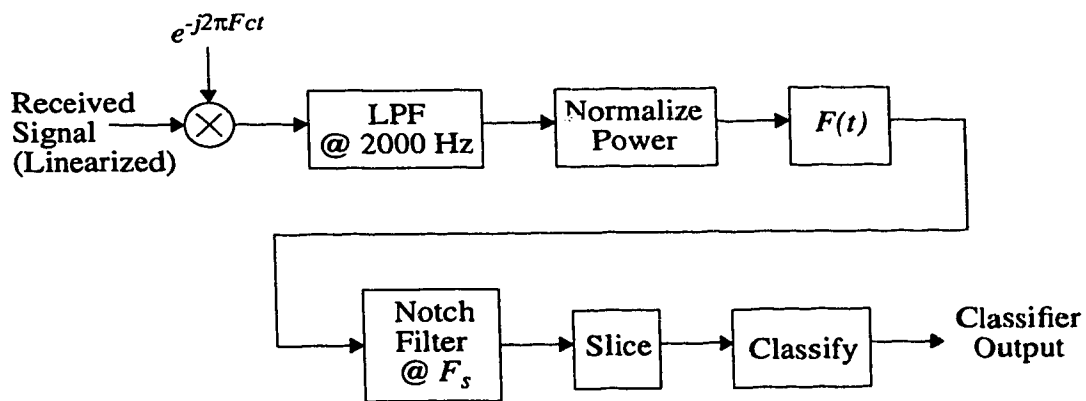 e^-j2πFct
Received
Signal
(Linearized)
LPF
@ 2000 Hz
Normalize
Power
F(t)
Notch
Filter
@ F_s
Slice
Classify
Classifier
Output